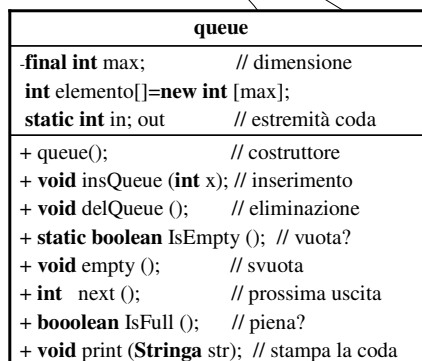 queue
-final int max; // dimensione
int elemento[]=new int [max];
static int in; out // estremità coda
+ queue(); // costruttore
+ void insQueue (int x); // inserimento
+ void delQueue (); // eliminazione
+ static boolean IsEmpty (); // vuota?
+ void empty (); // svuota
+ int next (); // prossima uscita
+ booolean IsFull (); // piena?
+ void print (Stringa str); // stampa la coda